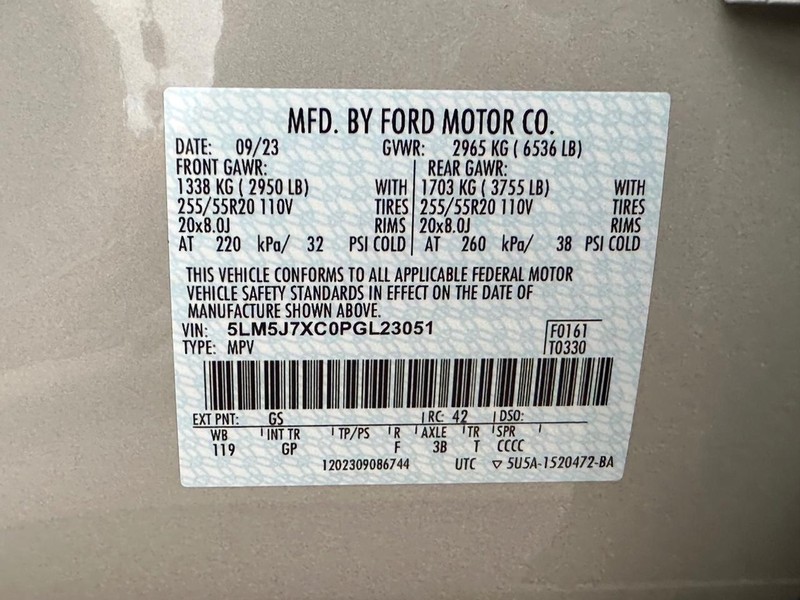 MFD. BY FORD MOTOR CO.
DATE: 09/23 GVWR: 2965 KG ( 6536 LB)
FRONT GAWR: REAR GAWR:
1338 KG ( 2950 LB) WITH 1703 KG ( 3755 LB) WITH
255/55R20 110V TIRES 255/55R20 110V TIRES
20x8.0J RIMS 20x8.0J RIMS
AT 220 kPa/ 32 PSI COLD AT 260 kPa/ 38 PSI COLD
THIS VEHICLE CONFORMS TO ALL APPLICABLE FEDERAL MOTOR
VEHICLE SAFETY STANDARDS IN EFFECT ON THE DATE OF
MANUFACTURE SHOWN ABOVE.
VIN: 5LM5J7XC0PGL23051 F0161
TYPE: MPV T0330
EXT PNT: GS RC: 42 DSO:
WB INT TR TP/PS R AXLE TR SPR
119 GP F 3B T CCCC
1202309086744 UTC ▽ 5U5A-1520472-BA